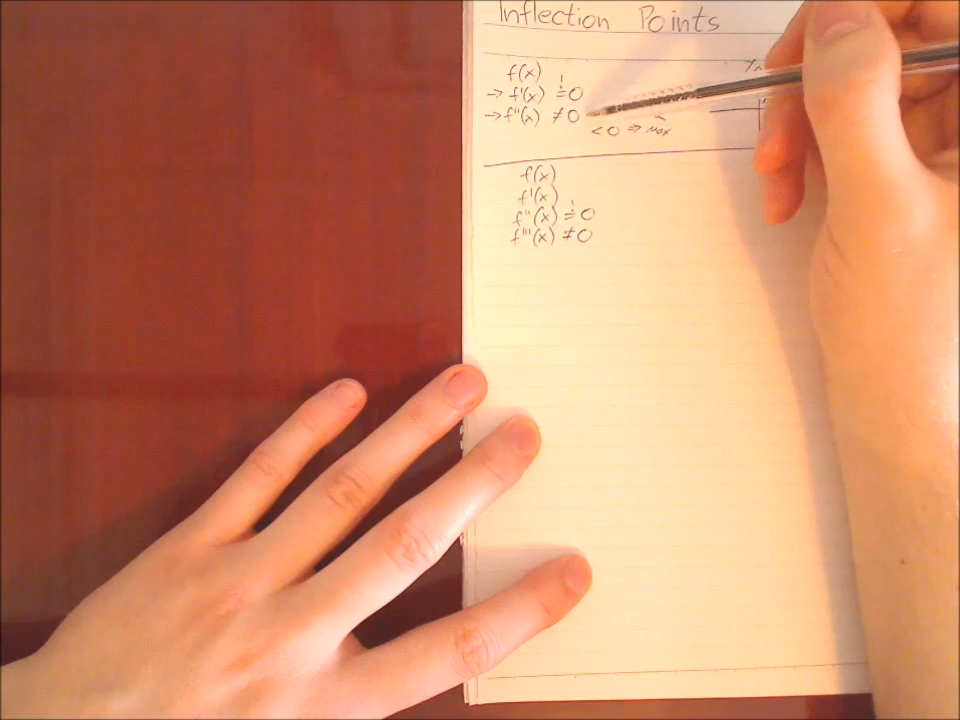 Inflection Points
f(x)
→ f'(x) != 0
→ f''(x) ≠ 0
< 0 ⇒ Max
f(x)
f'(x)
f''(x) != 0
f'''(x) ≠ 0